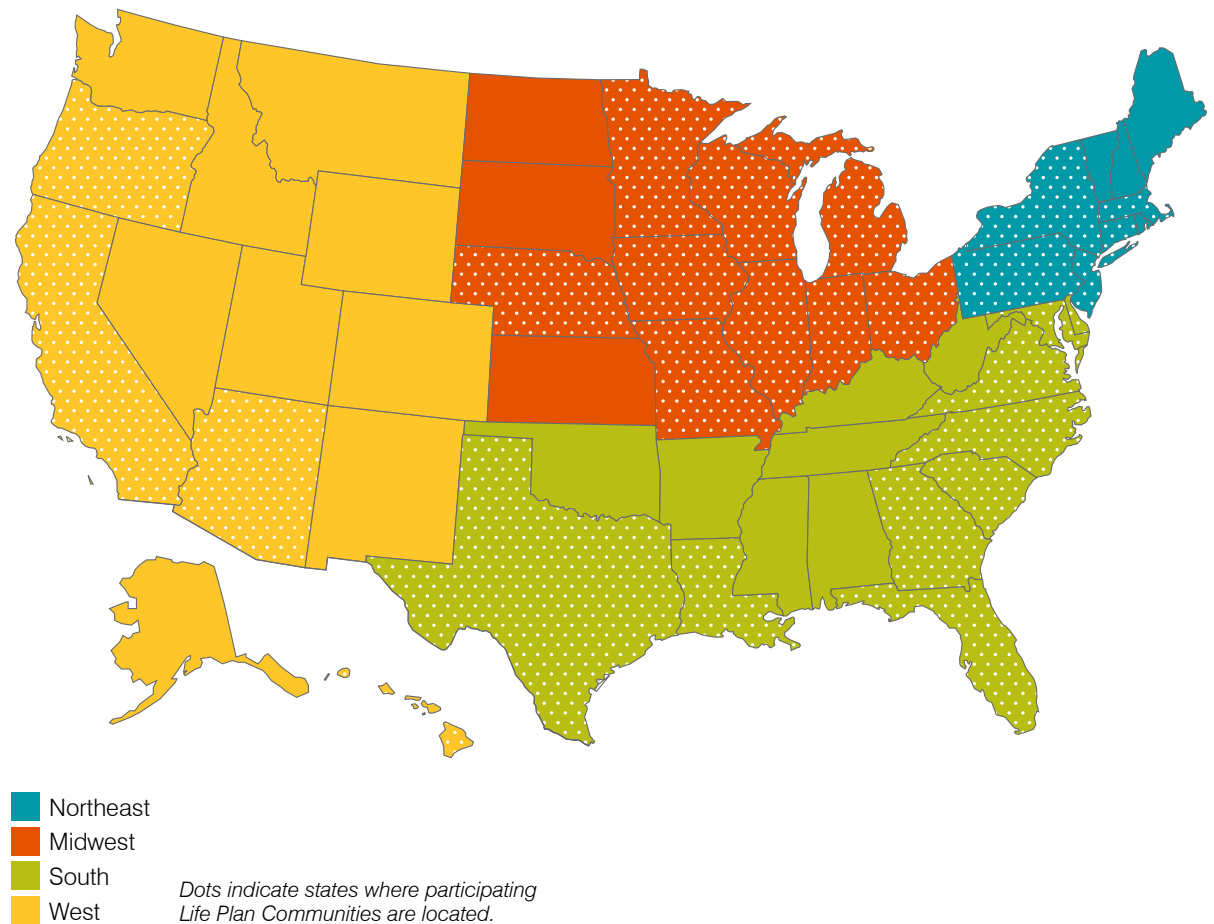 Northeast
Midwest
South
West
Dots indicate states where participating
Life Plan Communities are located.